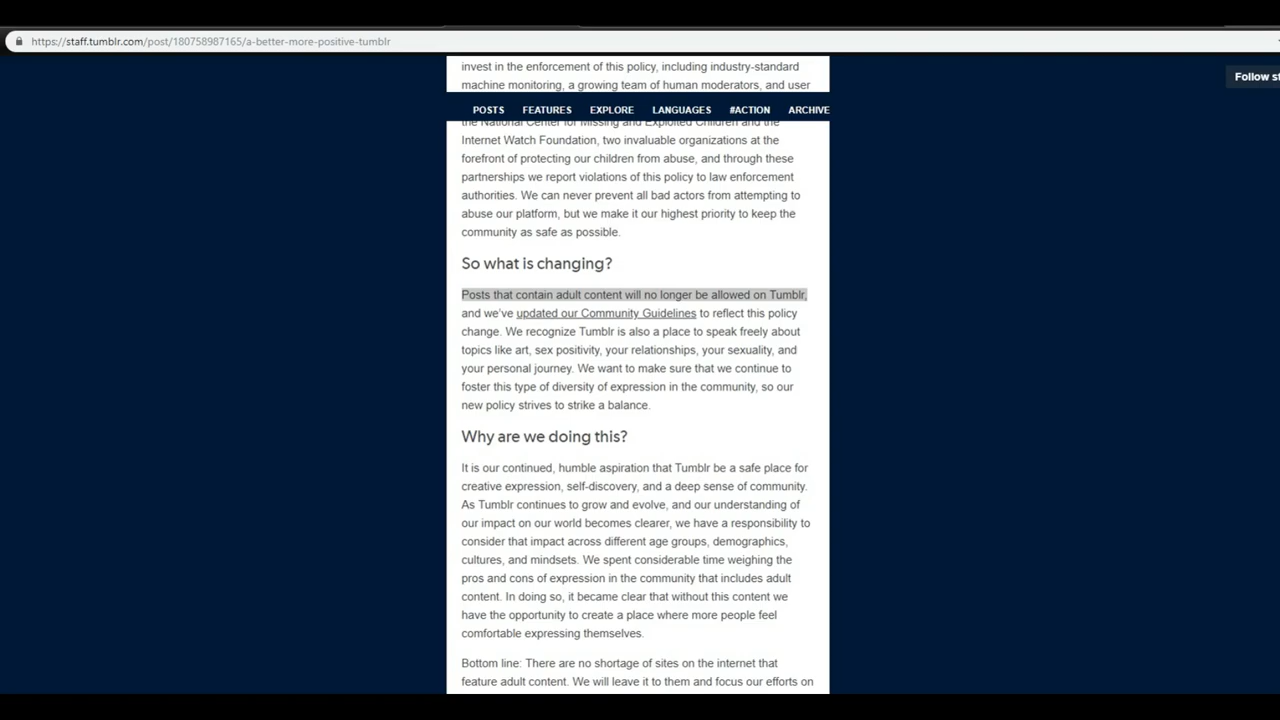 https://staff.tumblr.com/post/180758987165/a-better-more-positive-tumblr
Follow st
invest in the enforcement of this policy, including industry-standard
machine monitoring, a growing team of human moderators, and user
POSTS FEATURES EXPLORE LANGUAGES #ACTION ARCHIVE
the National Center for Missing and Exploited Children and the
Internet Watch Foundation, two invaluable organizations at the
forefront of protecting our children from abuse, and through these
partnerships we report violations of this policy to law enforcement
authorities. We can never prevent all bad actors from attempting to
abuse our platform, but we make it our highest priority to keep the
community as safe as possible.
So what is changing?
Posts that contain adult content will no longer be allowed on Tumblr,
and we've updated our Community Guidelines to reflect this policy
change. We recognize Tumblr is also a place to speak freely about
topics like art, sex positivity, your relationships, your sexuality, and
your personal journey. We want to make sure that we continue to
foster this type of diversity of expression in the community, so our
new policy strives to strike a balance.
Why are we doing this?
It is our continued, humble aspiration that Tumblr be a safe place for
creative expression, self-discovery, and a deep sense of community.
As Tumblr continues to grow and evolve, and our understanding of
our impact on our world becomes clearer, we have a responsibility to
consider that impact across different age groups, demographics,
cultures, and mindsets. We spent considerable time weighing the
pros and cons of expression in the community that includes adult
content. In doing so, it became clear that without this content we
have the opportunity to create a place where more people feel
comfortable expressing themselves.
Bottom line: There are no shortage of sites on the internet that
feature adult content. We will leave it to them and focus our efforts on